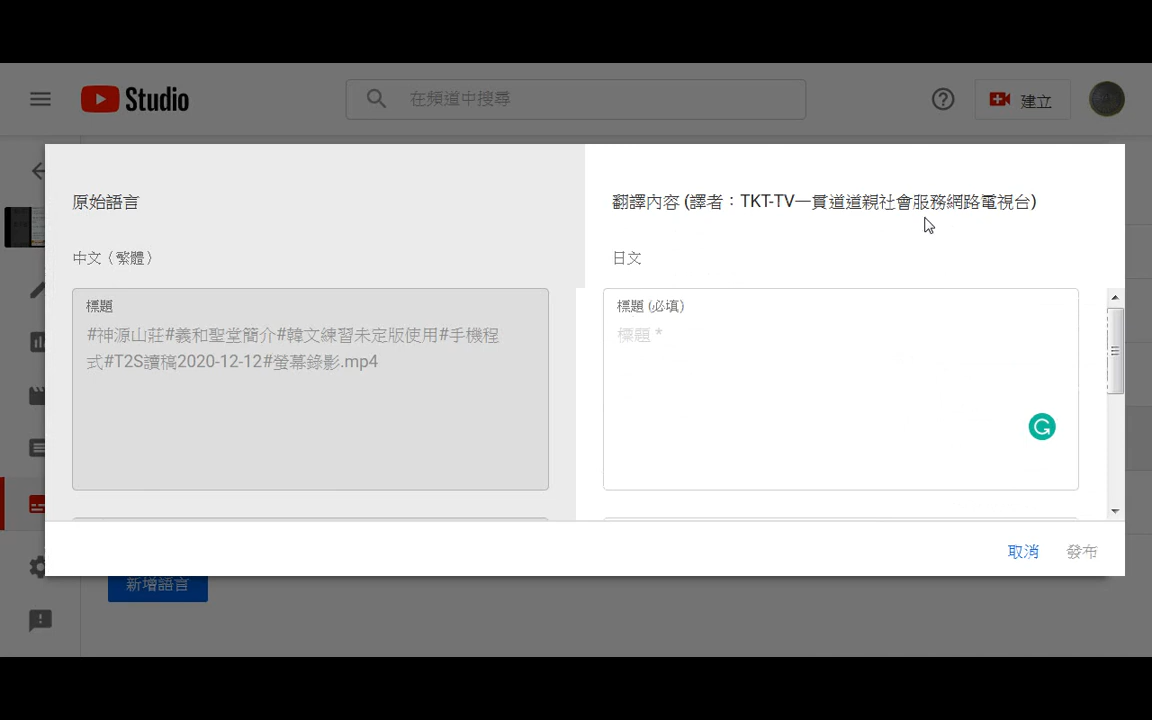 Studio
在頻道中搜尋
建立
原始語言
翻譯內容 (譯者：TKT-TV一貫道道親社會服務網路電視台)
中文（繁體）
日文
標題
#神源山莊#義和聖堂簡介#韓文練習未定版使用#手機程
式#T2S讀稿2020-12-12#螢幕錄影.mp4
標題 (必填)
標題 *
取消
發布
新增語言